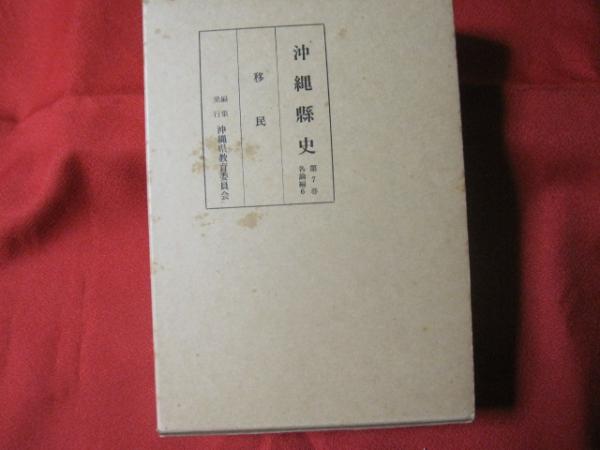 沖縄縣史
第7巻
各論編6
移民
編集
発行
沖縄県教育委員会